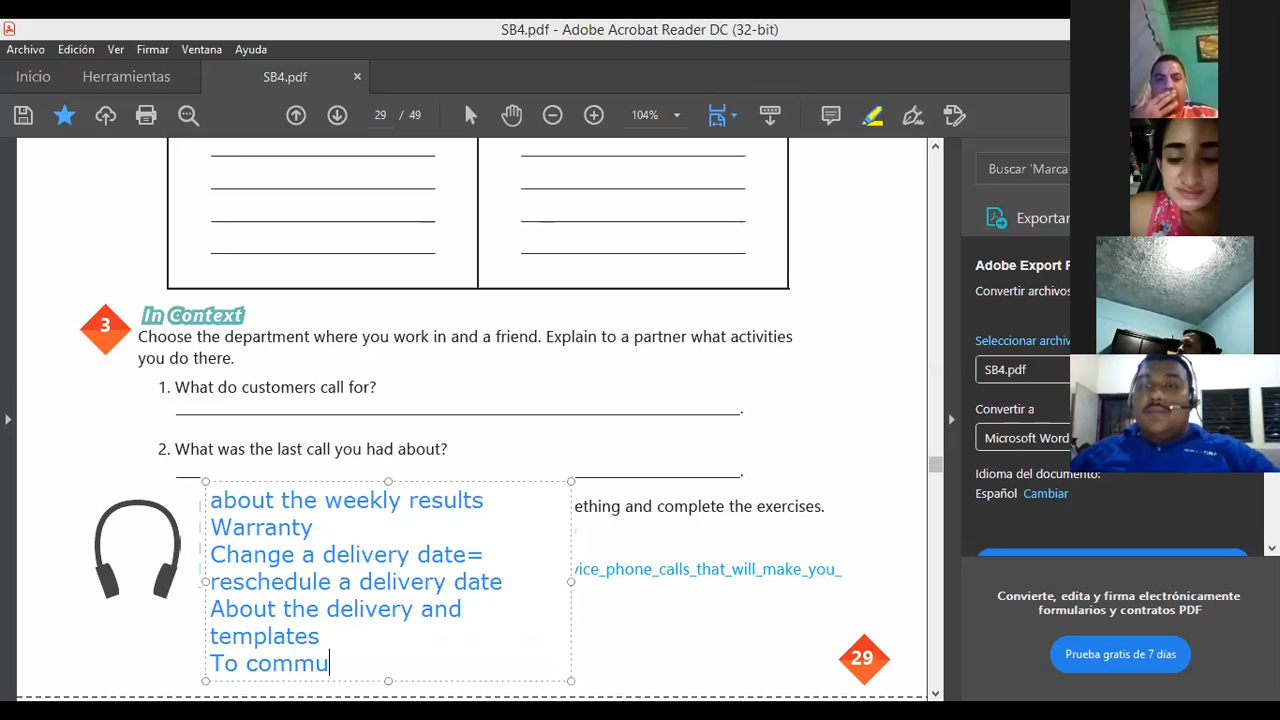 SB4.pdf - Adobe Acrobat Reader DC (32-bit)
Archivo Edición Ver Firmar Ventana Ayuda
Inicio Herramientas SB4.pdf ×
29 / 49 104%
3
In Context
Choose the department where you work in and a friend. Explain to a partner what activities
you do there.
1. What do customers call for?
2. What was the last call you had about?
about the weekly results
Warranty
Change a delivery date=
reschedule a delivery date
About the delivery and
templates
To commu
ething and complete the exercises.
vice_phone_calls_that_will_make_you_
29
Buscar 'Marca
Exportar
Adobe Export
Convertir archivos
Seleccionar archiv
SB4.pdf
Convertir a
Microsoft Word
Idioma del documento:
Español Cambiar
Convierte, edita y firma electrónicamente
formularios y contratos PDF
Prueba gratis de 7 días